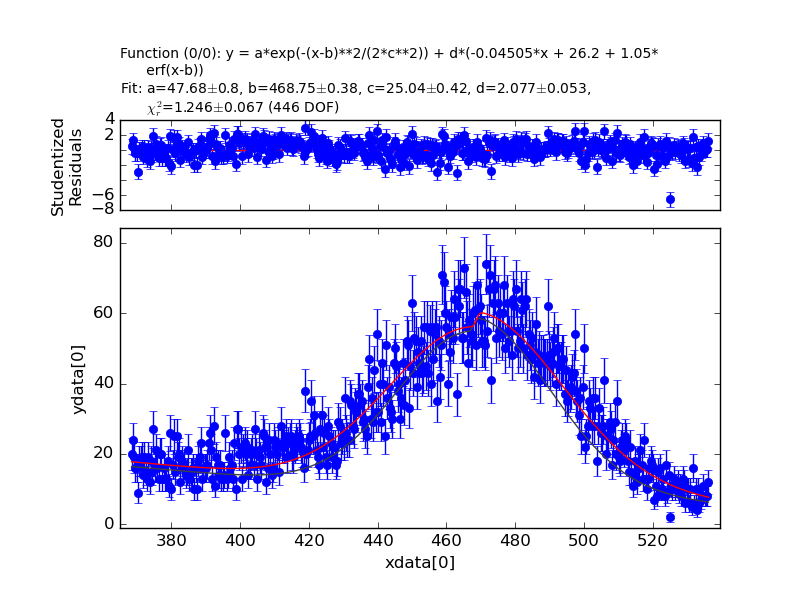 Function (0/0): y = a*exp(-(x-b)**2/(2*c**2)) + d*(-0.04505*x + 26.2 + 1.05*
erf(x-b))
Fit: a=47.68±0.8, b=468.75±0.38, c=25.04±0.42, d=2.077±0.053,
χ²ᵣ=1.246±0.067 (446 DOF)
4
2
−6
−8
Studentized
Residuals
80
60
40
20
0
ydata[0]
380 400 420 440 460 480 500 520
xdata[0]